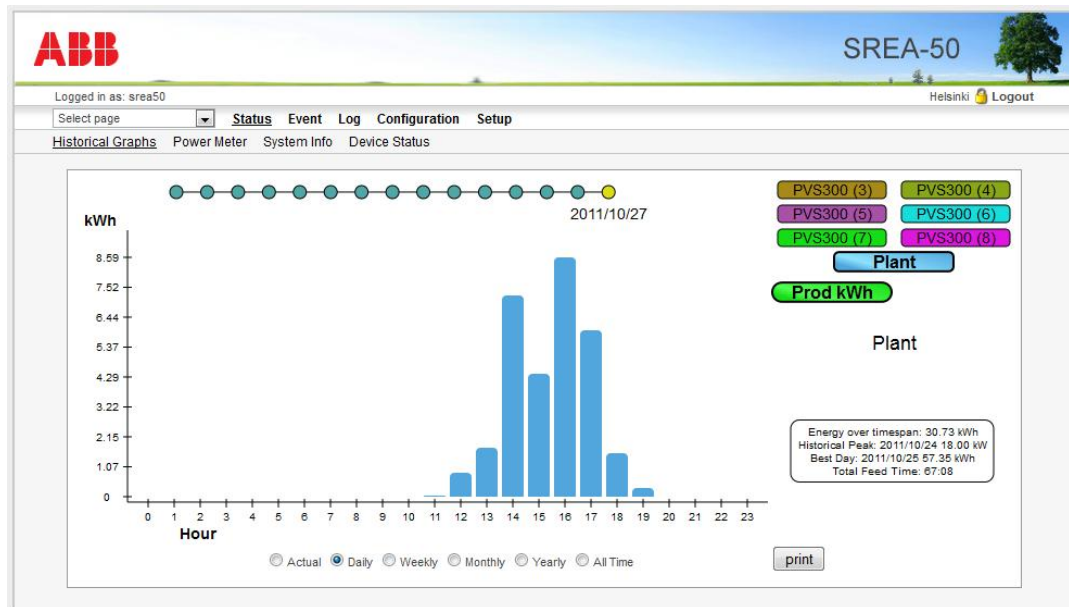 ABB
SREA-50
Logged in as: srea50
Helsinki Logout
Select page Status Event Log Configuration Setup
Historical Graphs Power Meter System Info Device Status
2011/10/27
PVS300 (3) PVS300 (4)
PVS300 (5) PVS300 (6)
PVS300 (7) PVS300 (8)
Plant
Prod kWh
Plant
kWh
8.59
7.52
6.44
5.37
4.29
3.22
2.15
1.07
0
0 1 2 3 4 5 6 7 8 9 10 11 12 13 14 15 16 17 18 19 20 21 22 23
Hour
Energy over timespan: 30.73 kWh
Historical Peak: 2011/10/24 18.00 kW
Best Day: 2011/10/25 57.35 kWh
Total Feed Time: 67:08
Actual Daily Weekly Monthly Yearly All Time
print